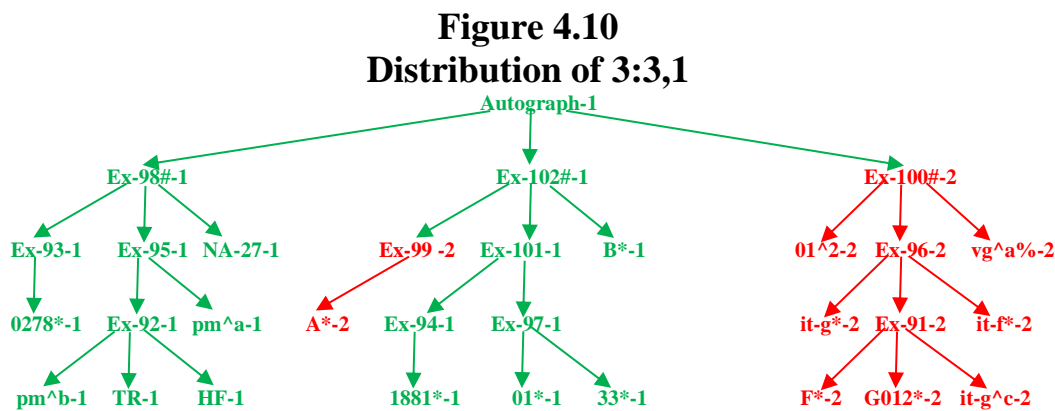 Figure 4.10
Distribution of 3:3,1
Autograph-1
Ex-98#-1 Ex-102#-1 Ex-100#-2
Ex-93-1 Ex-95-1 NA-27-1 Ex-99 -2 Ex-101-1 B*-1 01^2-2 Ex-96-2 vg^a%-2
0278*-1 Ex-92-1 pm^a-1 A*-2 Ex-94-1 Ex-97-1 it-g*-2 Ex-91-2 it-f*-2
pm^b-1 TR-1 HF-1 1881*-1 01*-1 33*-1 F*-2 G012*-2 it-g^c-2